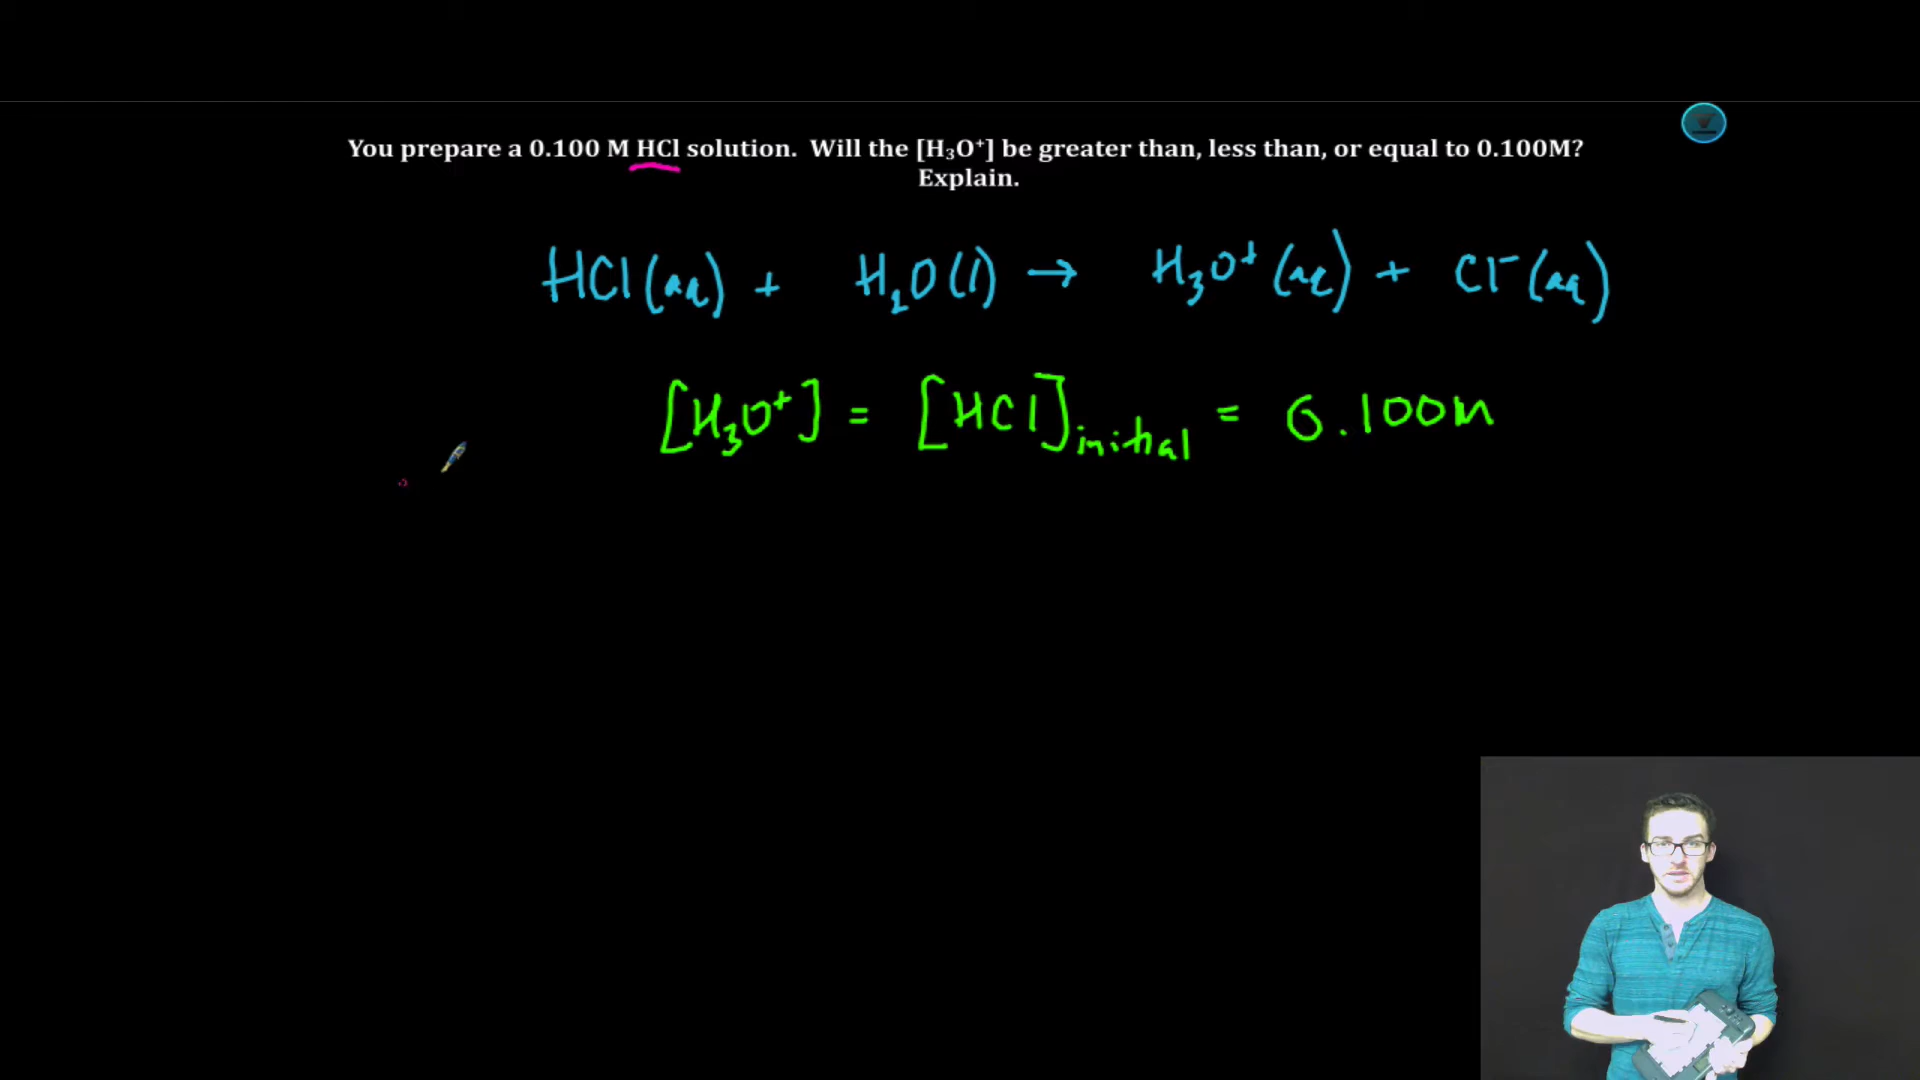 You prepare a 0.100 M HCl solution. Will the [H₃O⁺] be greater than, less than, or equal to 0.100M?
Explain.
HCl(aq) + H₂O(l) → H₃O⁺(aq) + Cl⁻(aq)
[H₃O⁺] = [HCl]initial = 0.100M